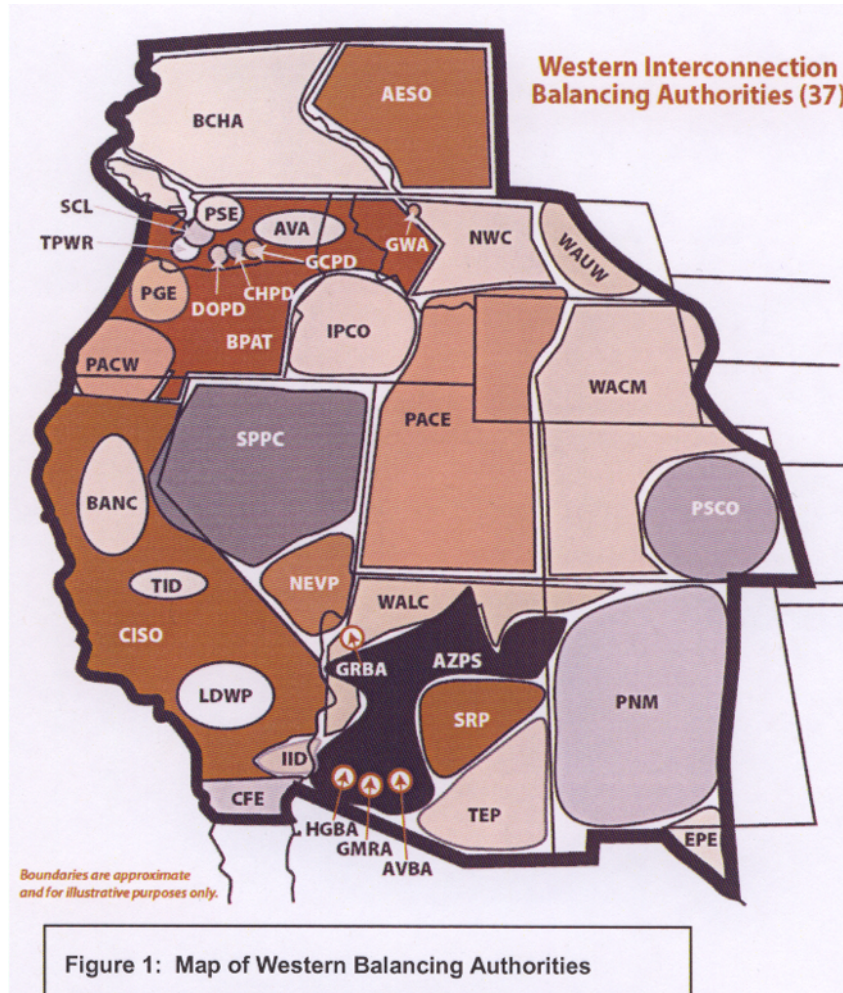 Western Interconnection
Balancing Authorities (37)
AESO
BCHA
SCL
PSE
TPWR
AVA
GWA
NWC
WAUW
GCPD
CHPD
DOPD
PGE
BPAT
IPCO
PACW
PACE
WACM
SPPC
BANC
PSCO
NEVP
TID
WALC
CISO
GRBA
AZPS
LDWP
SRP
PNM
IID
CFE
HGBA
GMRA
AVBA
TEP
EPE
Boundaries are approximate
and for illustrative purposes only.
Figure 1: Map of Western Balancing Authorities